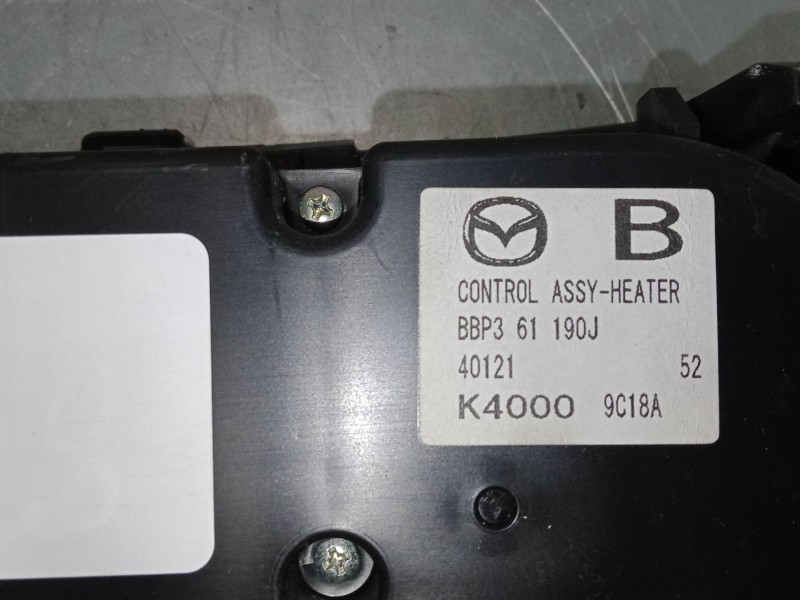 B
CONTROL ASSY-HEATER
BBP3 61 190J
40121 52
K4000 9C18A